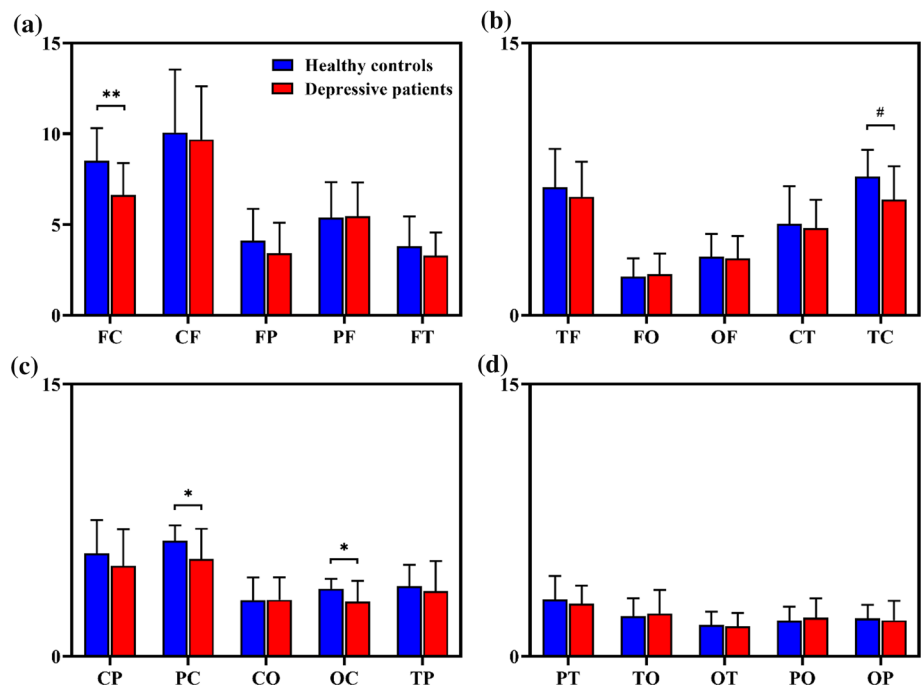 (a)
15
10
5
0
Healthy controls
Depressive patients
**
FC CF FP PF FT
(b)
15
0
#
TF FO OF CT TC
(c)
15
0
*
*
CP PC CO OC TP
(d)
15
0
PT TO OT PO OP